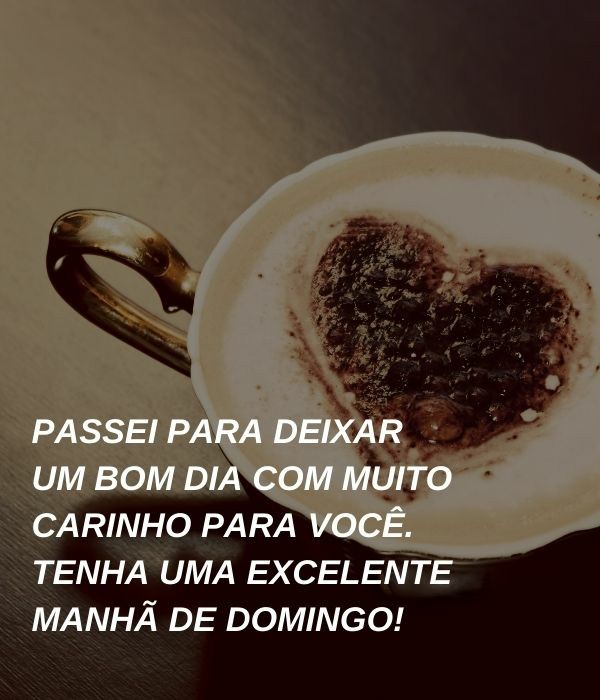 PASSEI PARA DEIXAR
UM BOM DIA COM MUITO
CARINHO PARA VOCÊ.
TENHA UMA EXCELENTE
MANHÃ DE DOMINGO!